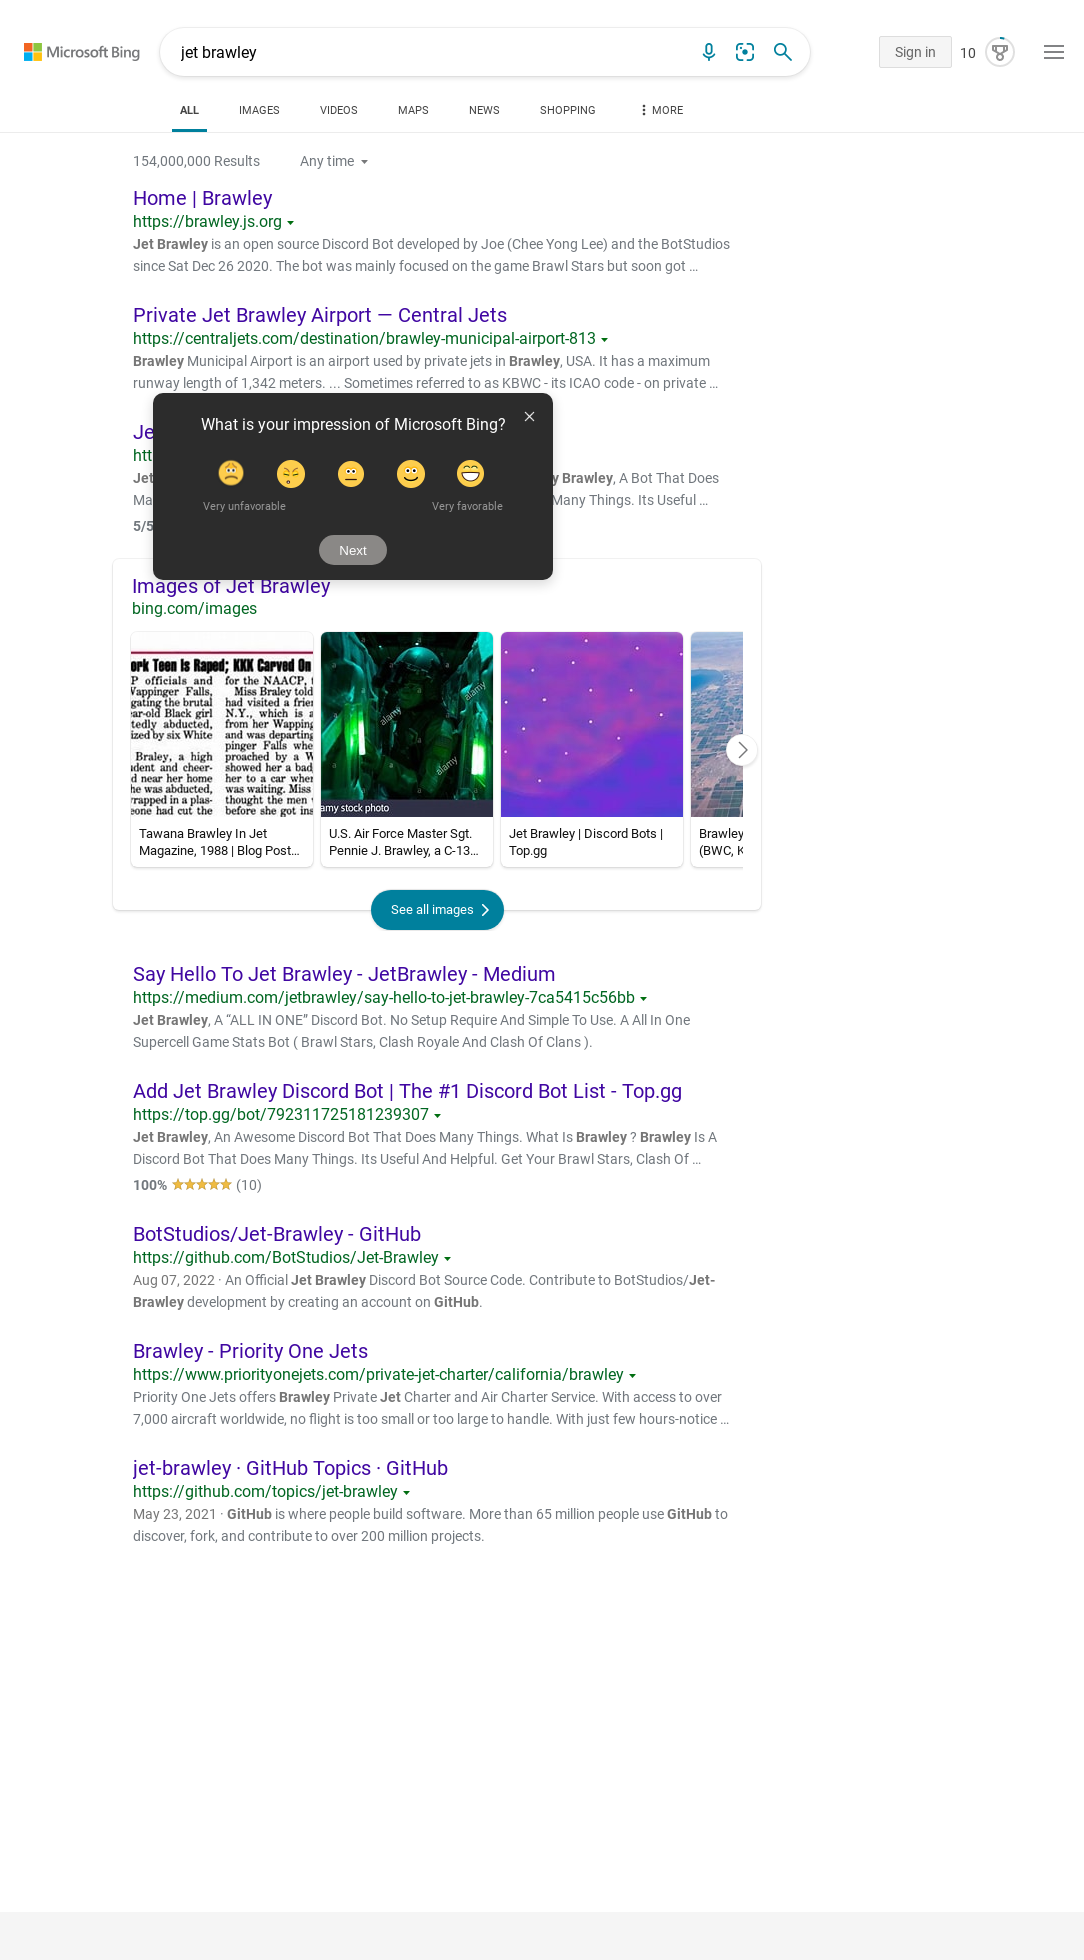 Microsoft Bing
jet brawley
Sign in
10
ALL
IMAGES
VIDEOS
MAPS
NEWS
SHOPPING
MORE
154,000,000 Results
Any time
Home | Brawley
https://brawley.js.org
Jet Brawley is an open source Discord Bot developed by Joe (Chee Yong Lee) and the BotStudios
since Sat Dec 26 2020. The bot was mainly focused on the game Brawl Stars but soon got …
Private Jet Brawley Airport — Central Jets
https://centraljets.com/destination/brawley-municipal-airport-813
Brawley Municipal Airport is an airport used by private jets in Brawley, USA. It has a maximum
runway length of 1,342 meters. ... Sometimes referred to as KBWC - its ICAO code - on private …
Je
htt
Jet
y Brawley, A Bot That Does
Ma
Many Things. Its Useful …
5/5
What is your impression of Microsoft Bing?
Very unfavorable
Very favorable
Next
Images of Jet Brawley
bing.com/images
ork Teen Is Raped; KKK Carved On
P officials and
Wappinger Falls,
gating the brutal
ear-old Black girl
tedly abducted,
ized by six White
Braley, a high
dent and cheer-
d near her home
he was abducted,
wrapped in a plas-
eone had cut the
for the NAACP,
Miss Braley told
had visited a frie
N.Y., which is a
from her Wapping
and was departing
pinger Falls whe
proached by a W
showed her a bad
her to a car wher
was waiting. Miss
thought the men
before she got ins
a
alamy
alamy
alamy
amy stock photo
Tawana Brawley In Jet
Magazine, 1988 | Blog Post…
U.S. Air Force Master Sgt.
Pennie J. Brawley, a C-13…
Jet Brawley | Discord Bots |
Top.gg
Brawley
(BWC, K
See all images
Say Hello To Jet Brawley - JetBrawley - Medium
https://medium.com/jetbrawley/say-hello-to-jet-brawley-7ca5415c56bb
Jet Brawley, A “ALL IN ONE” Discord Bot. No Setup Require And Simple To Use. A All In One
Supercell Game Stats Bot ( Brawl Stars, Clash Royale And Clash Of Clans ).
Add Jet Brawley Discord Bot | The #1 Discord Bot List - Top.gg
https://top.gg/bot/792311725181239307
Jet Brawley, An Awesome Discord Bot That Does Many Things. What Is Brawley ? Brawley Is A
Discord Bot That Does Many Things. Its Useful And Helpful. Get Your Brawl Stars, Clash Of …
100% (10)
BotStudios/Jet-Brawley - GitHub
https://github.com/BotStudios/Jet-Brawley
Aug 07, 2022 · An Official Jet Brawley Discord Bot Source Code. Contribute to BotStudios/Jet-
Brawley development by creating an account on GitHub.
Brawley - Priority One Jets
https://www.priorityonejets.com/private-jet-charter/california/brawley
Priority One Jets offers Brawley Private Jet Charter and Air Charter Service. With access to over
7,000 aircraft worldwide, no flight is too small or too large to handle. With just few hours-notice …
jet-brawley · GitHub Topics · GitHub
https://github.com/topics/jet-brawley
May 23, 2021 · GitHub is where people build software. More than 65 million people use GitHub to
discover, fork, and contribute to over 200 million projects.